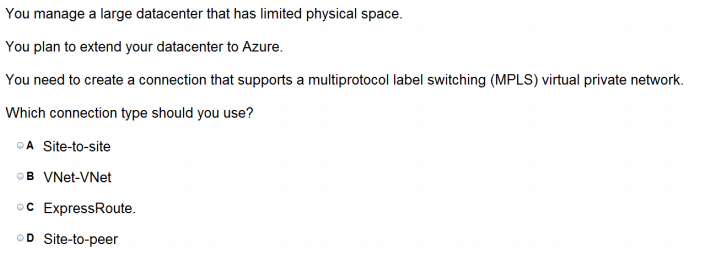 You manage a large datacenter that has limited physical space.
You plan to extend your datacenter to Azure.
You need to create a connection that supports a multiprotocol label switching (MPLS) virtual private network.
Which connection type should you use?
A Site-to-site
B VNet-VNet
C ExpressRoute.
D Site-to-peer